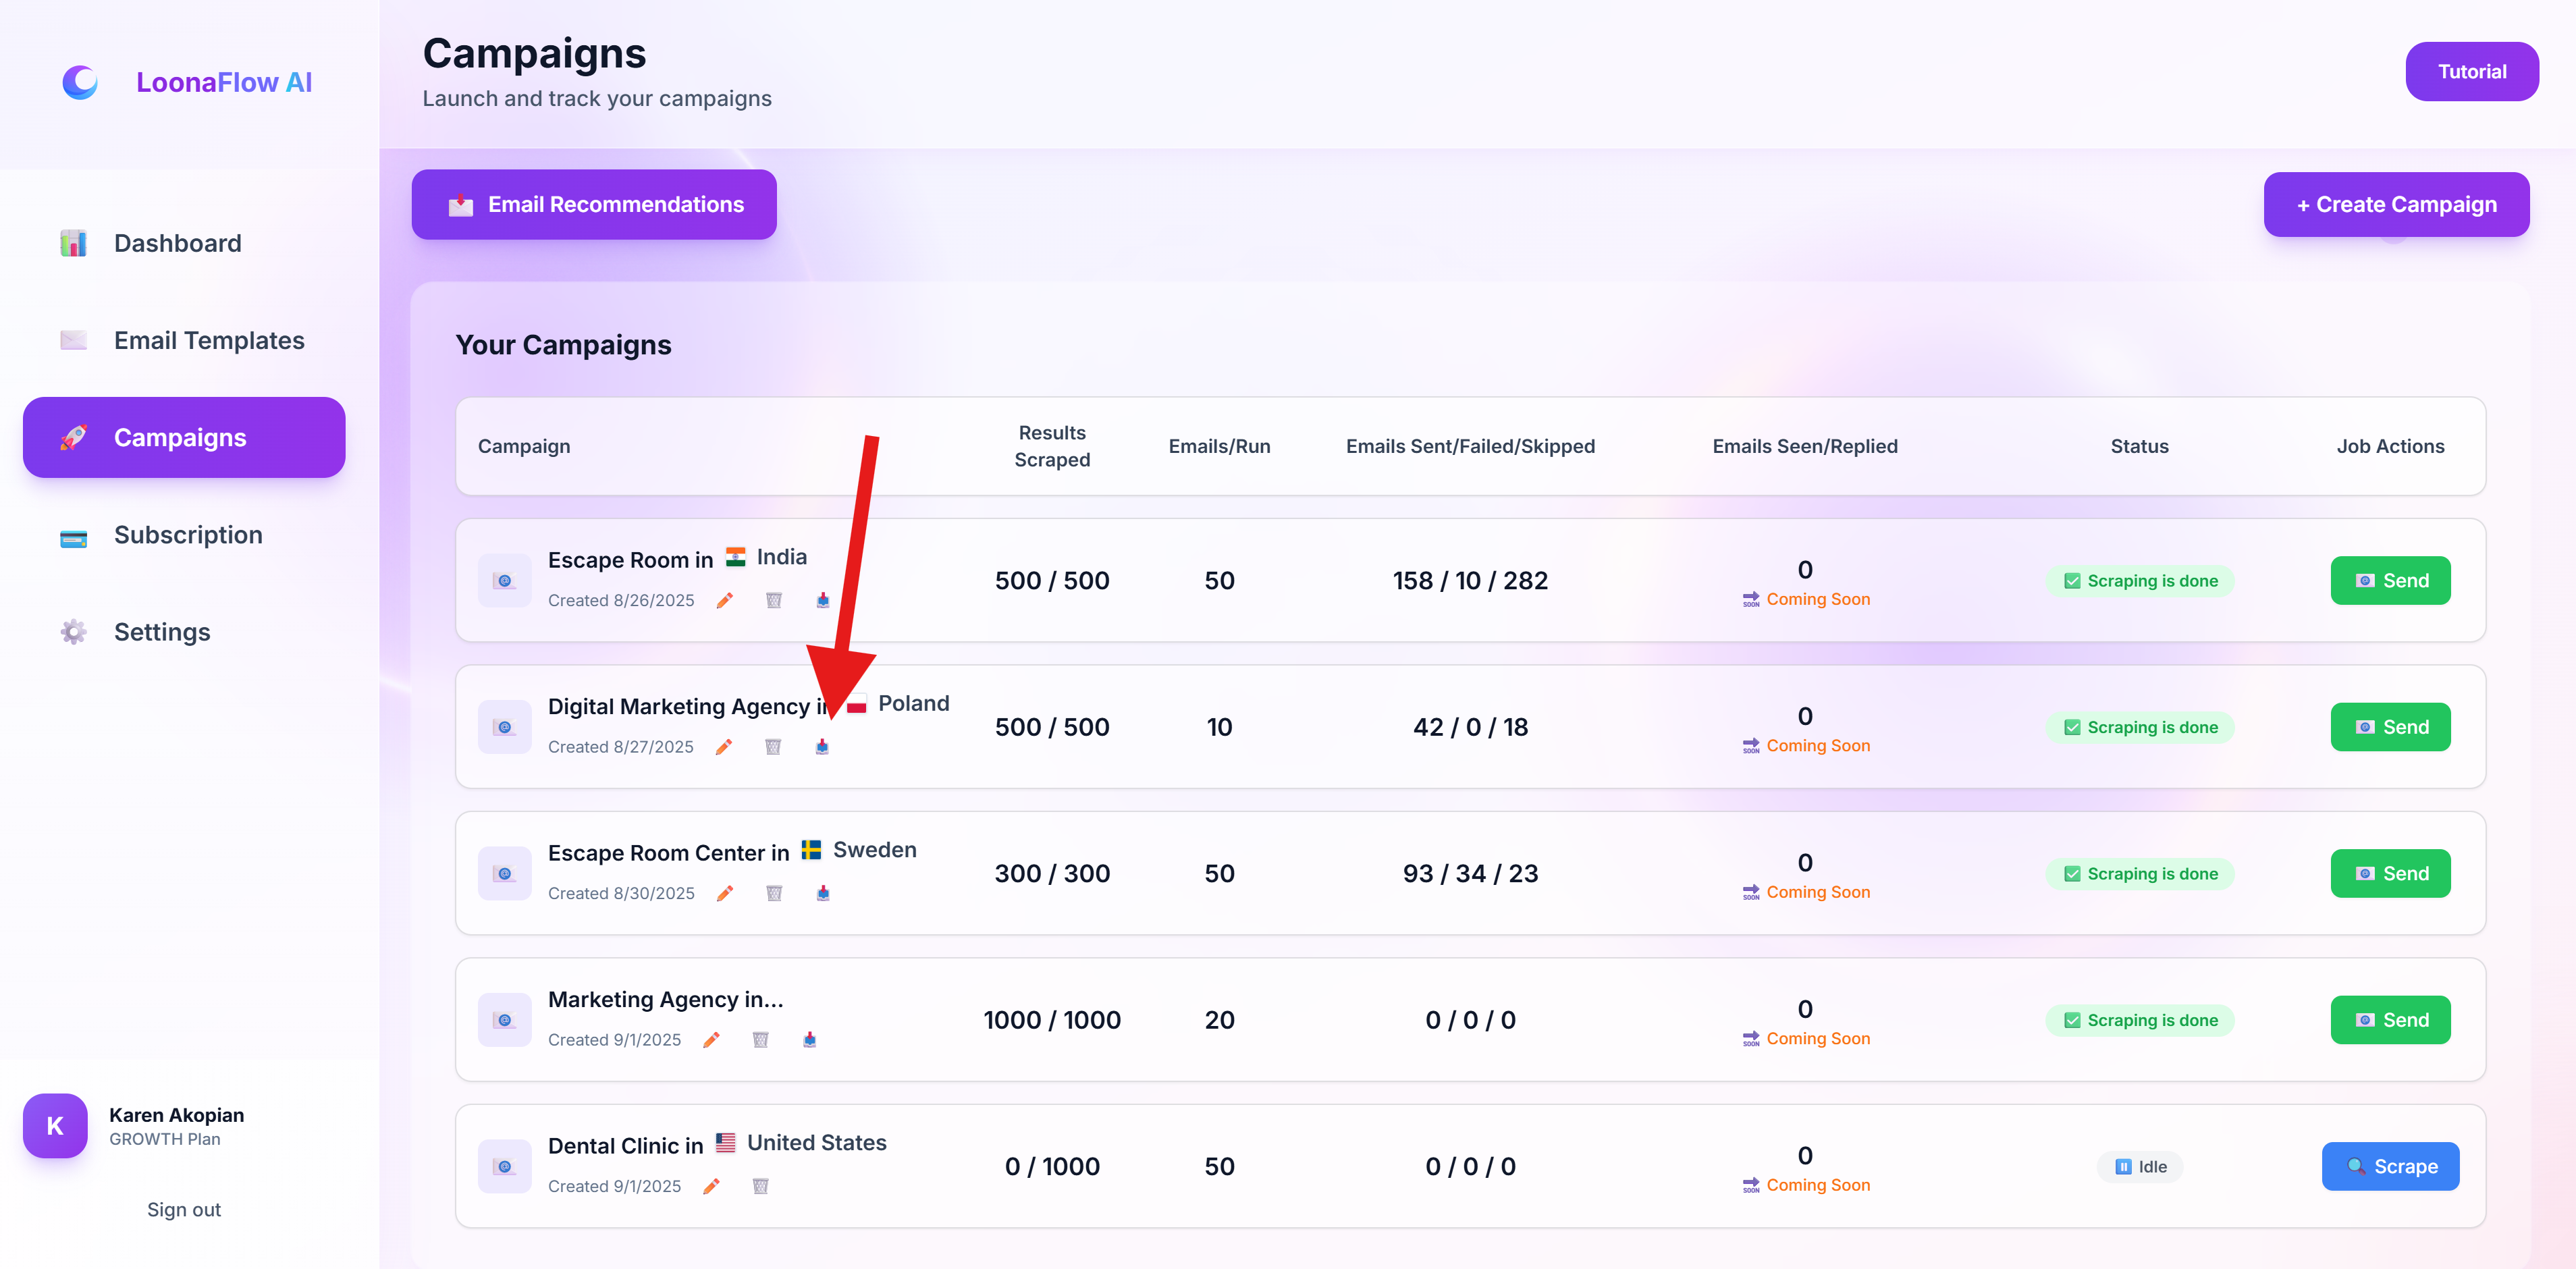 LoonaFlow AI
Dashboard
Email Templates
Campaigns
Subscription
Settings
K
Karen Akopian
GROWTH Plan
Sign out
Campaigns
Launch and track your campaigns
Tutorial
Email Recommendations
+ Create Campaign
Your Campaigns
Campaign
Results
Scraped
Emails/Run
Emails Sent/Failed/Skipped
Emails Seen/Replied
Status
Job Actions
Escape Room in India
Created 8/26/2025
500 / 500
50
158 / 10 / 282
0
SOON Coming Soon
Scraping is done
Send
Digital Marketing Agency in Poland
Created 8/27/2025
500 / 500
10
42 / 0 / 18
0
SOON Coming Soon
Scraping is done
Send
Escape Room Center in Sweden
Created 8/30/2025
300 / 300
50
93 / 34 / 23
0
SOON Coming Soon
Scraping is done
Send
Marketing Agency in...
Created 9/1/2025
1000 / 1000
20
0 / 0 / 0
0
SOON Coming Soon
Scraping is done
Send
Dental Clinic in United States
Created 9/1/2025
0 / 1000
50
0 / 0 / 0
0
SOON Coming Soon
Idle
Scrape